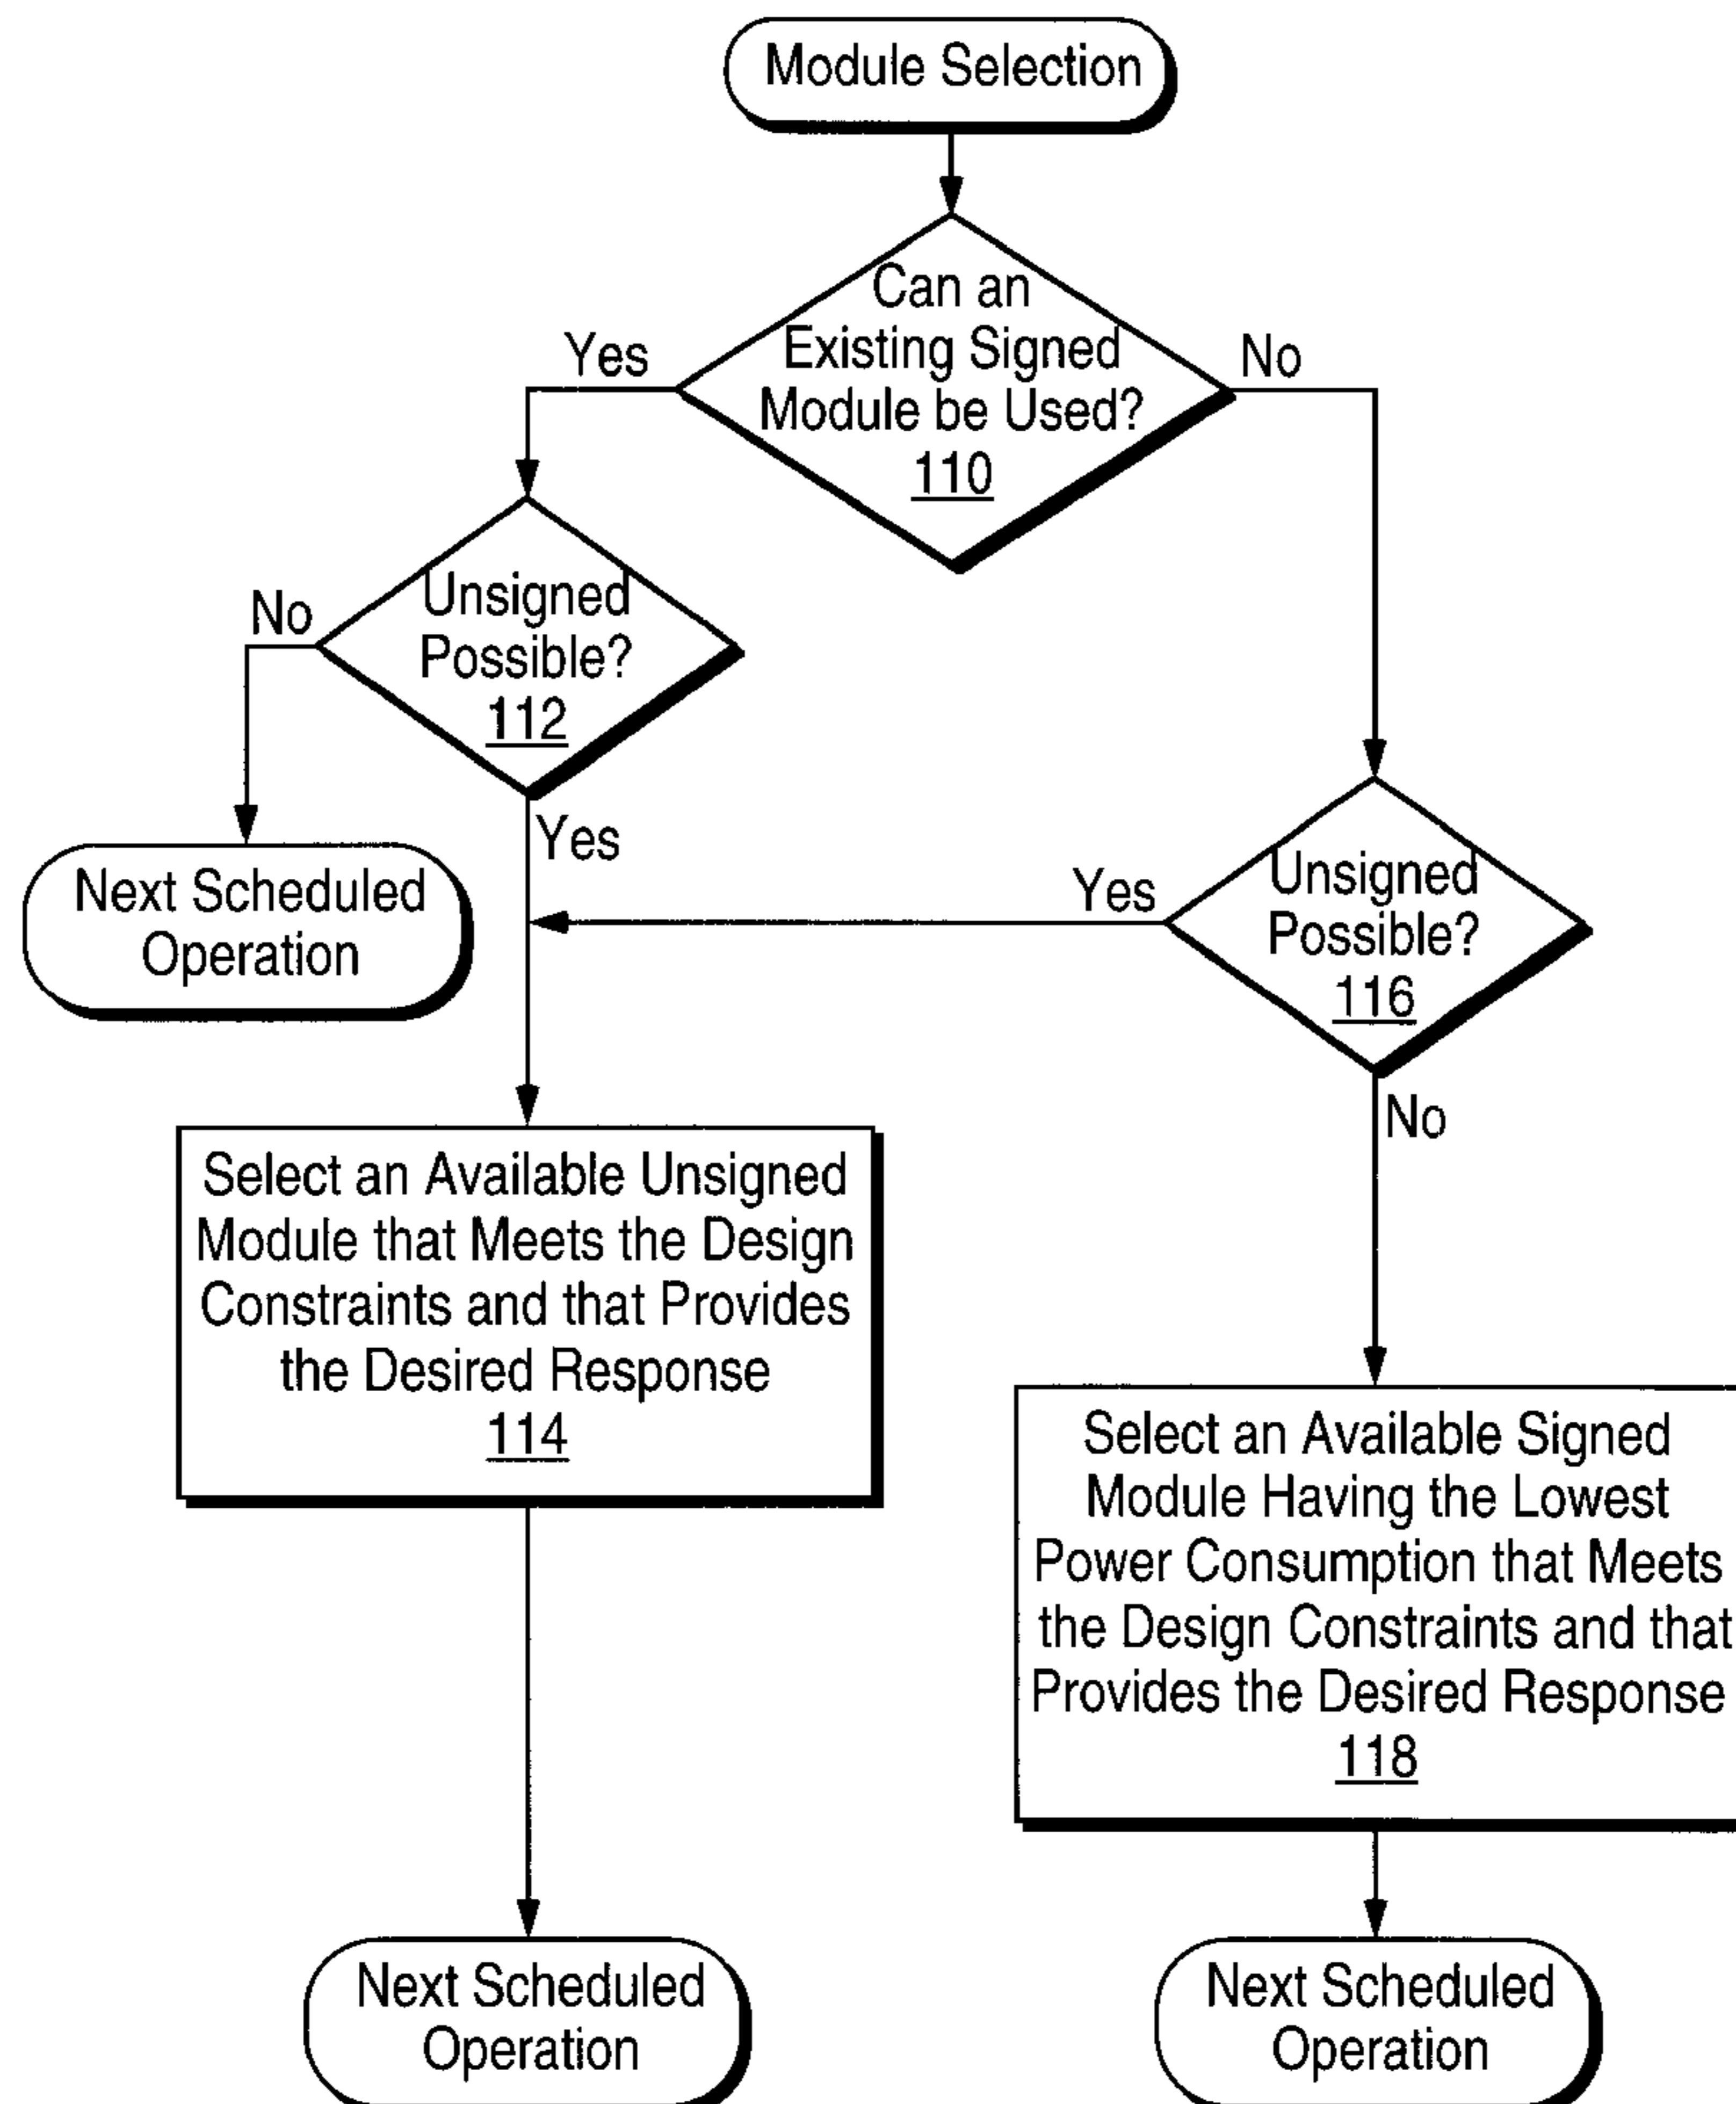 Module Selection
Can an
Existing Signed
Module be Used?
110
Yes
No
Unsigned
Possible?
112
No
Yes
Next Scheduled
Operation
Unsigned
Possible?
116
Yes
No
Select an Available Unsigned
Module that Meets the Design
Constraints and that Provides
the Desired Response
114
Select an Available Signed
Module Having the Lowest
Power Consumption that Meets
the Design Constraints and that
Provides the Desired Response
118
Next Scheduled
Operation
Next Scheduled
Operation